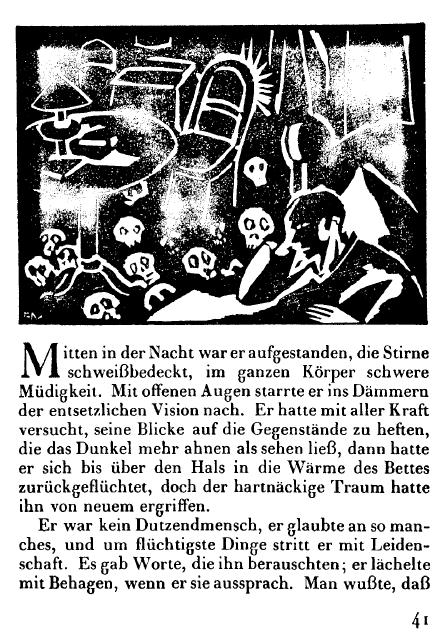 Mitten in der Nacht war er aufgestanden, die Stirne
schweißbedeckt, im ganzen Körper schwere
Müdigkeit. Mit offenen Augen starrte er ins Dämmern
der entsetzlichen Vision nach. Er hatte mit aller Kraft
versucht, seine Blicke auf die Gegenstände zu heften,
die das Dunkel mehr ahnen als sehen ließ, dann hatte
er sich bis über den Hals in die Wärme des Bettes
zurückgeflüchtet, doch der hartnäckige Traum hatte
ihn von neuem ergriffen.
Er war kein Dutzendmensch, er glaubte an so man-
ches, und um flüchtigste Dinge stritt er mit Leiden-
schaft. Es gab Worte, die ihn berauschten; er lächelte
mit Behagen, wenn er sie aussprach. Man wußte, daß
41